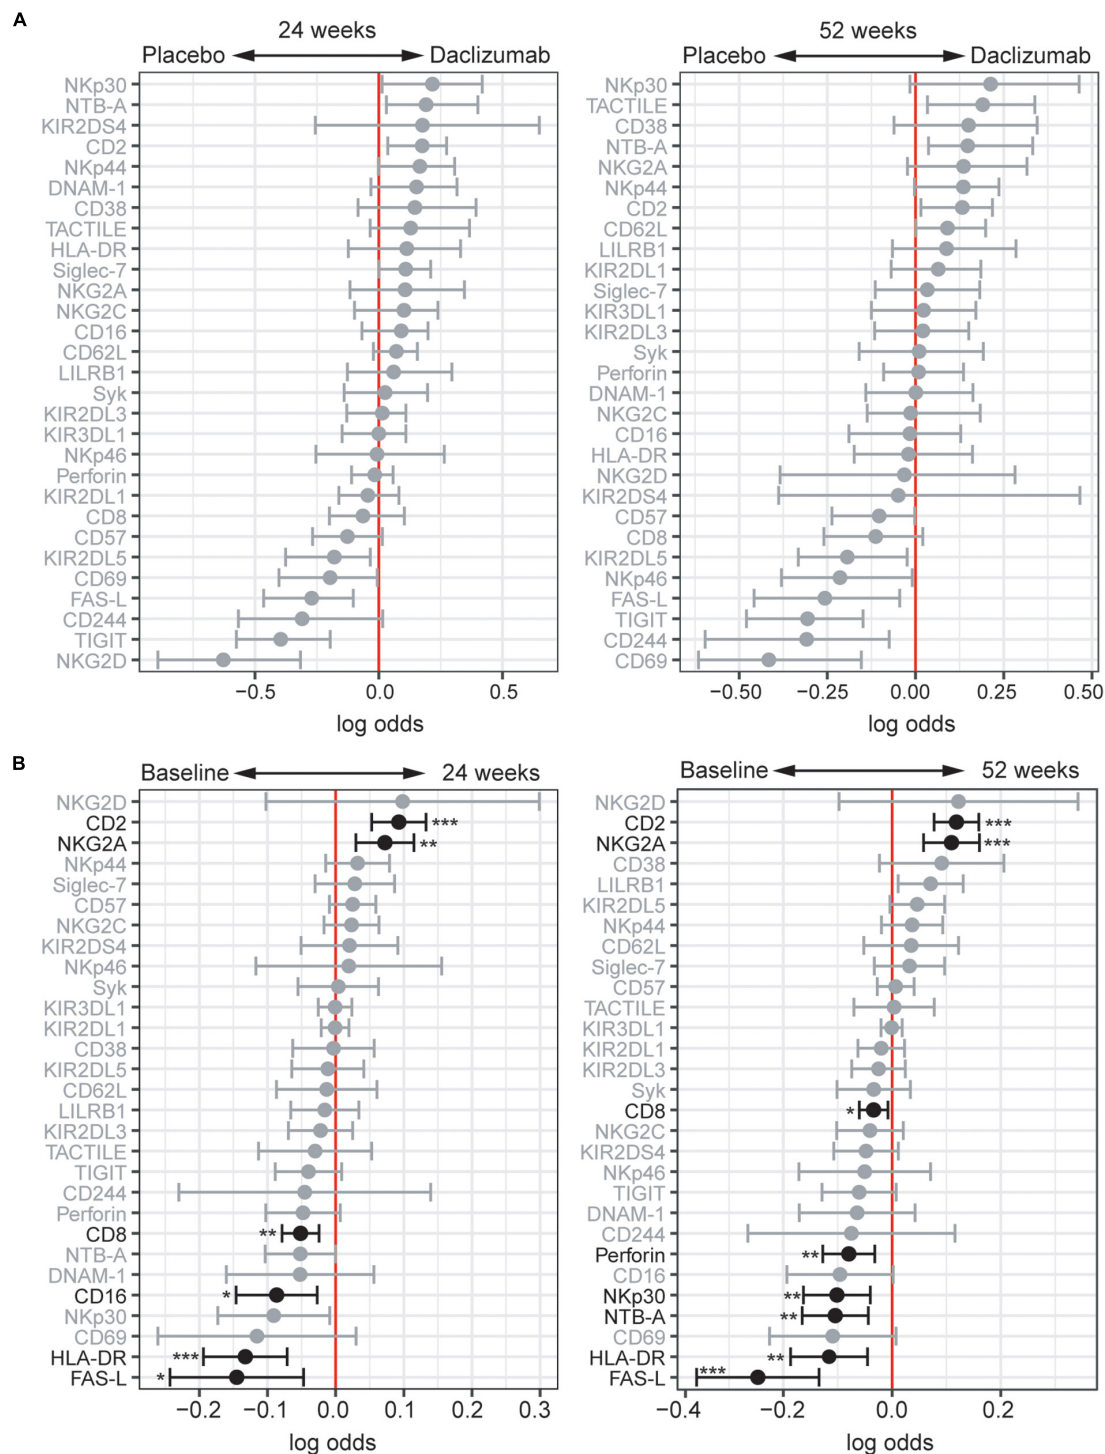 A
24 weeks
Placebo
Daclizumab
NKp30
NTB-A
KIR2DS4
CD2
NKp44
DNAM-1
CD38
TACTILE
HLA-DR
Siglec-7
NKG2A
NKG2C
CD16
CD62L
LILRB1
Syk
KIR2DL3
KIR3DL1
NKp46
Perforin
KIR2DL1
CD8
CD57
KIR2DL5
CD69
FAS-L
CD244
TIGIT
NKG2D
−0.5 0.0 0.5
log odds
52 weeks
Placebo
Daclizumab
NKp30
TACTILE
CD38
NTB-A
NKG2A
NKp44
CD2
CD62L
LILRB1
KIR2DL1
Siglec-7
KIR3DL1
KIR2DL3
Syk
Perforin
DNAM-1
NKG2C
CD16
HLA-DR
NKG2D
KIR2DS4
CD57
CD8
KIR2DL5
NKp46
FAS-L
TIGIT
CD244
CD69
−0.50 −0.25 0.00 0.25 0.50
log odds
B
Baseline
24 weeks
NKG2D
CD2 ***
NKG2A **
NKp44
Siglec-7
CD57
NKG2C
KIR2DS4
NKp46
Syk
KIR3DL1
KIR2DL1
CD38
KIR2DL5
CD62L
LILRB1
KIR2DL3
TACTILE
TIGIT
CD244
Perforin
CD8 **
NTB-A
DNAM-1
CD16 *
NKp30
CD69
HLA-DR ***
FAS-L *
−0.2 −0.1 0.0 0.1 0.2 0.3
log odds
Baseline
52 weeks
NKG2D
CD2 ***
NKG2A ***
CD38
LILRB1
KIR2DL5
NKp44
CD62L
Siglec-7
CD57
TACTILE
KIR3DL1
KIR2DL1
KIR2DL3
Syk
CD8 *
NKG2C
KIR2DS4
NKp46
TIGIT
DNAM-1
CD244
Perforin **
CD16
NKp30 **
NTB-A **
CD69
HLA-DR **
FAS-L ***
−0.4 −0.2 0.0 0.2
log odds